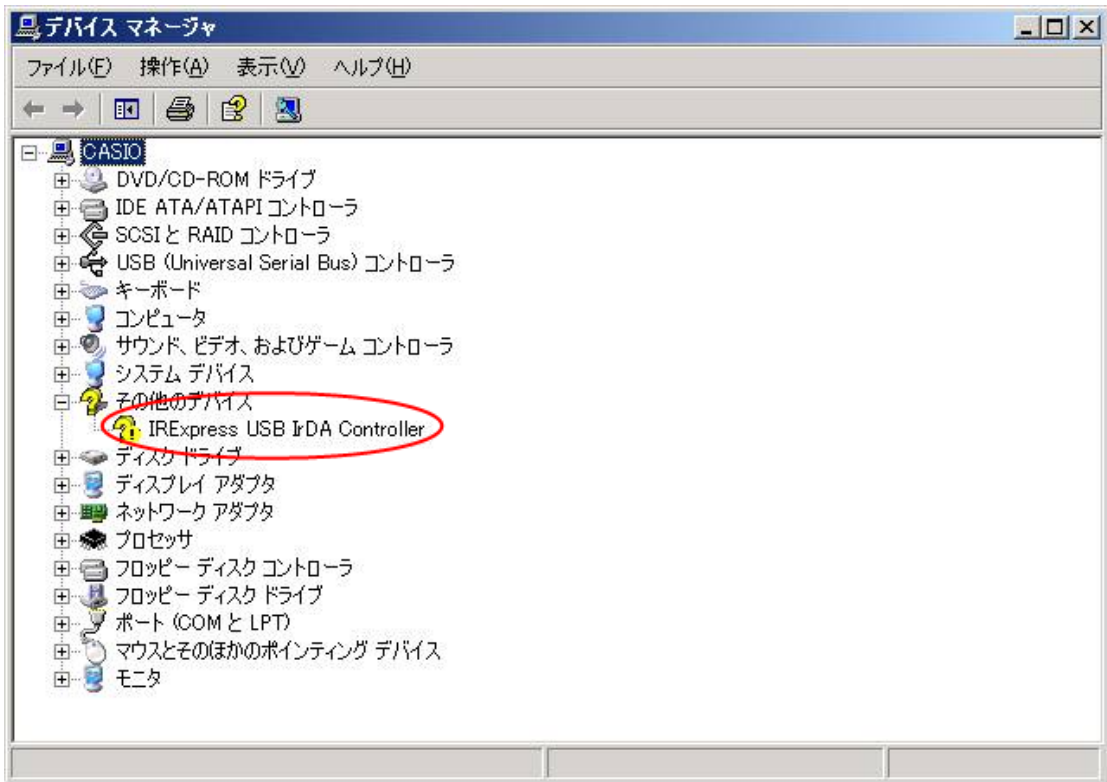 デバイス マネージャ
ファイル(F) 操作(A) 表示(V) ヘルプ(H)
CASIO
DVD/CD-ROM ドライブ
IDE ATA/ATAPI コントローラ
SCSI と RAID コントローラ
USB (Universal Serial Bus) コントローラ
キーボード
コンピュータ
サウンド、ビデオ、およびゲーム コントローラ
システム デバイス
その他のデバイス
IRExpress USB IrDA Controller
ディスク ドライブ
ディスプレイ アダプタ
ネットワーク アダプタ
プロセッサ
フロッピー ディスク コントローラ
フロッピー ディスク ドライブ
ポート (COM と LPT)
マウスとそのほかのポインティング デバイス
モニタ